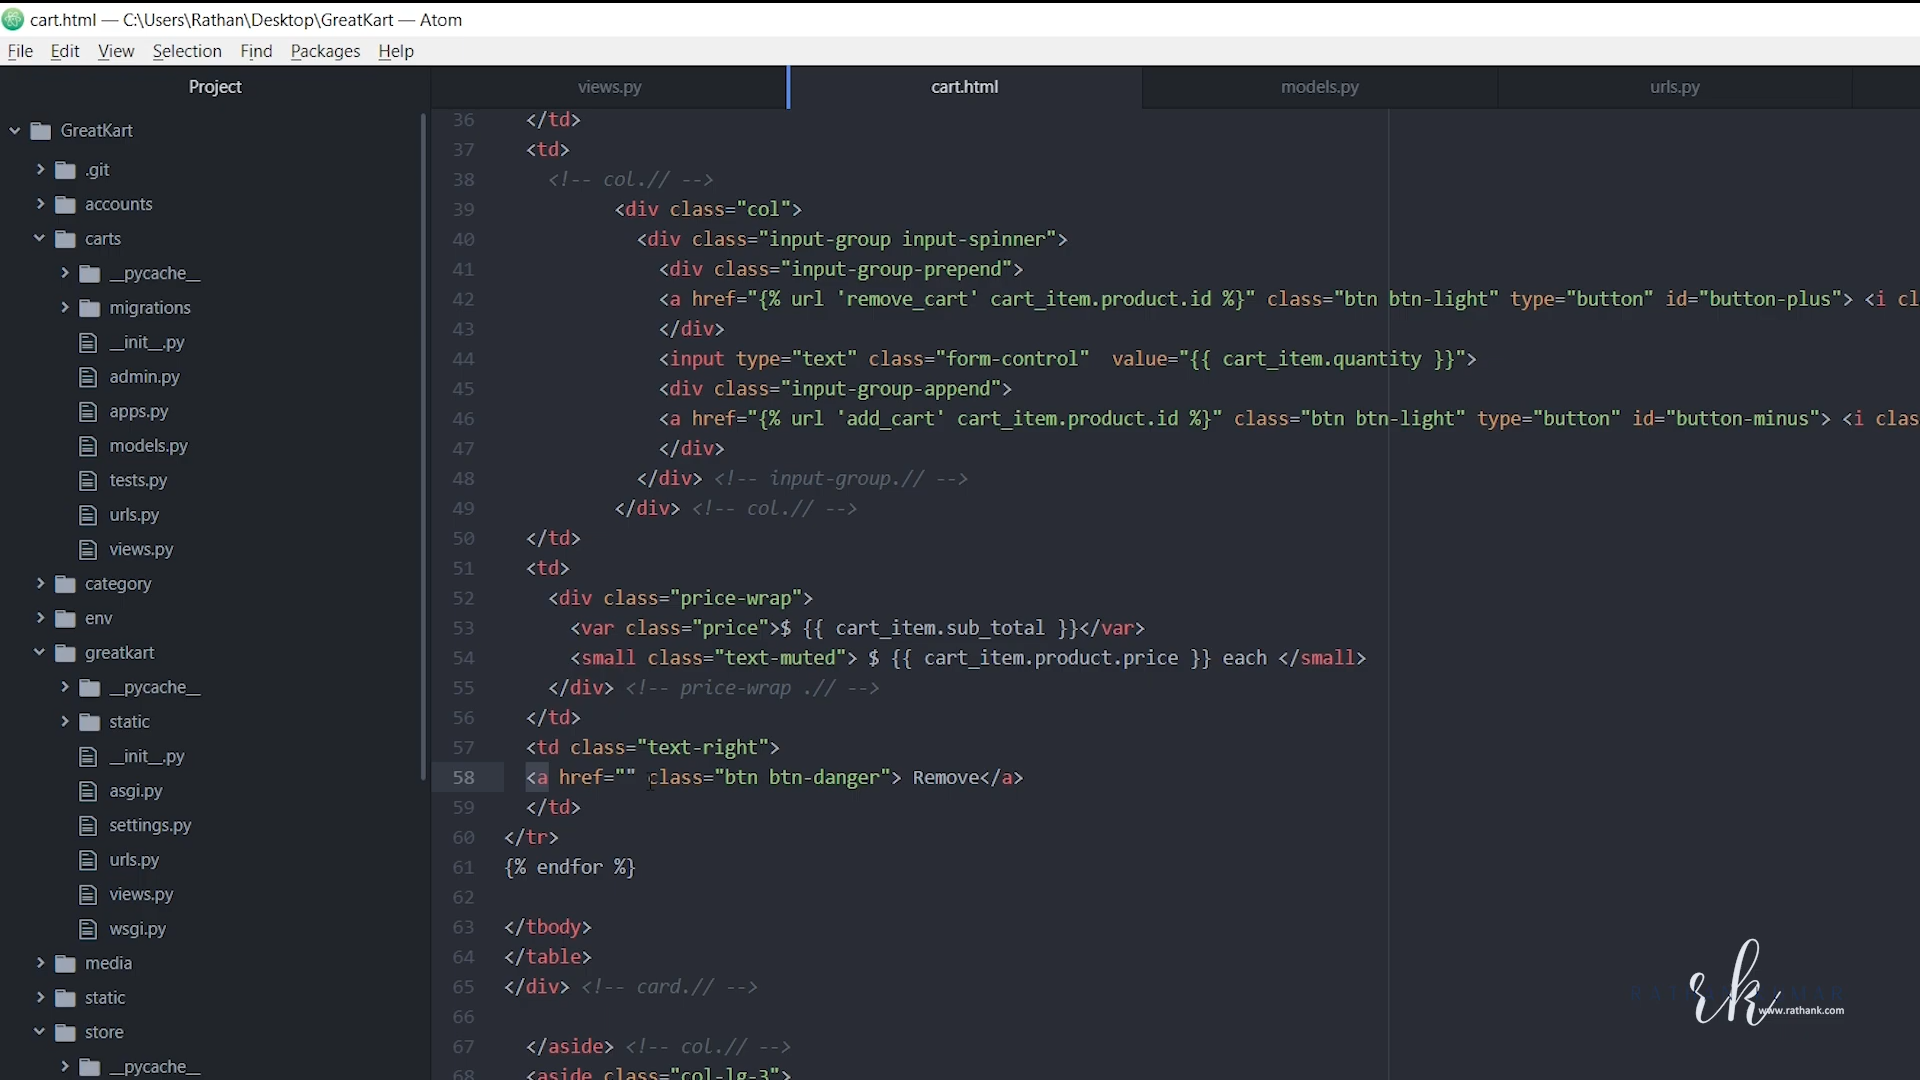 cart.html — C:\Users\Rathan\Desktop\GreatKart — Atom
File Edit View Selection Find Packages Help
Project
views.py
cart.html
models.py
urls.py
GreatKart
.git
accounts
carts
__pycache__
migrations
__init__.py
admin.py
apps.py
models.py
tests.py
urls.py
views.py
category
env
greatkart
__pycache__
static
__init__.py
asgi.py
settings.py
urls.py
views.py
wsgi.py
media
static
store
__pycache__
36 </td>
37 <td>
38 <!-- col.// -->
39 <div class="col">
40 <div class="input-group input-spinner">
41 <div class="input-group-prepend">
42 <a href="{% url 'remove_cart' cart_item.product.id %}" class="btn btn-light" type="button" id="button-plus"> <i cl
43 </div>
44 <input type="text" class="form-control"  value="{{ cart_item.quantity }}">
45 <div class="input-group-append">
46 <a href="{% url 'add_cart' cart_item.product.id %}" class="btn btn-light" type="button" id="button-minus"> <i clas
47 </div>
48 </div> <!-- input-group.// -->
49 </div> <!-- col.// -->
50 </td>
51 <td>
52 <div class="price-wrap">
53 <var class="price">$ {{ cart_item.sub_total }}</var>
54 <small class="text-muted"> $ {{ cart_item.product.price }} each </small>
55 </div> <!-- price-wrap .// -->
56 </td>
57 <td class="text-right">
58 <a href="" class="btn btn-danger"> Remove</a>
59 </td>
60 </tr>
61 {% endfor %}
62
63 </tbody>
64 </table>
65 </div> <!-- card.// -->
66
67 </aside> <!-- col.// -->
68 <aside class="col-lg-3">
rk
www.rathank.com